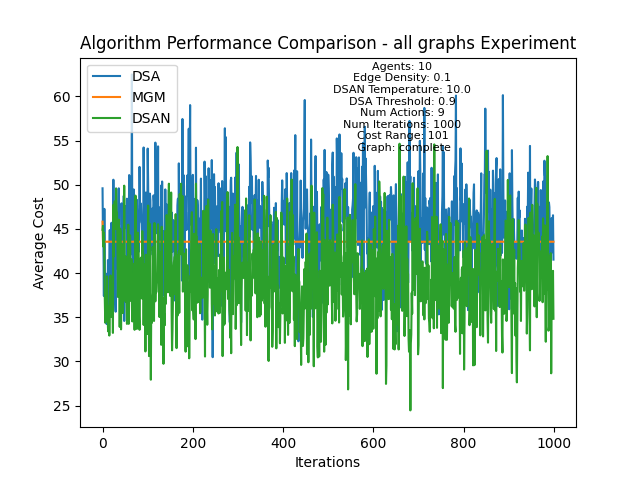 Algorithm Performance Comparison - all graphs Experiment
DSA
MGM
DSAN
Agents: 10
Edge Density: 0.1
DSAN Temperature: 10.0
DSA Threshold: 0.9
Num Actions: 9
Num Iterations: 1000
Cost Range: 101
Graph: complete
Average Cost
60
55
50
45
40
35
30
25
0
200
400
600
800
1000
Iterations